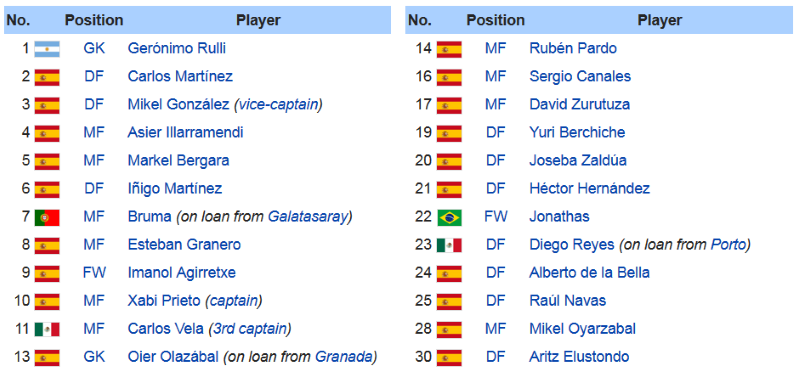 No. Position Player
1 GK Gerónimo Rulli
2 DF Carlos Martínez
3 DF Mikel González (vice-captain)
4 MF Asier Illarramendi
5 MF Markel Bergara
6 DF Iñigo Martínez
7 MF Bruma (on loan from Galatasaray)
8 MF Esteban Granero
9 FW Imanol Agirretxe
10 MF Xabi Prieto (captain)
11 MF Carlos Vela (3rd captain)
13 GK Oier Olazábal (on loan from Granada)
No. Position Player
14 MF Rubén Pardo
16 MF Sergio Canales
17 MF David Zurutuza
19 DF Yuri Berchiche
20 DF Joseba Zaldúa
21 DF Héctor Hernández
22 FW Jonathas
23 DF Diego Reyes (on loan from Porto)
24 DF Alberto de la Bella
25 DF Raúl Navas
28 MF Mikel Oyarzabal
30 DF Aritz Elustondo